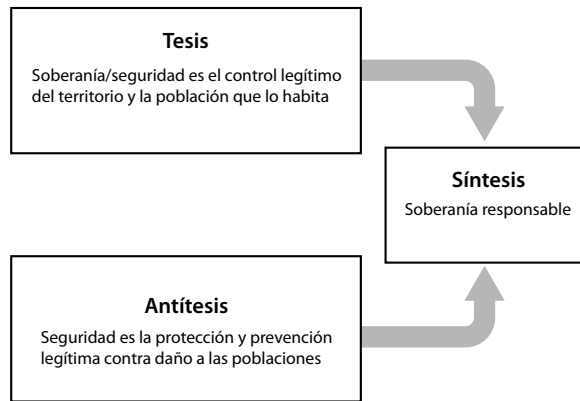 Tesis
Soberanía/seguridad es el control legítimo
del territorio y la población que lo habita
Síntesis
Soberanía responsable
Antítesis
Seguridad es la protección y prevención
legítima contra daño a las poblaciones